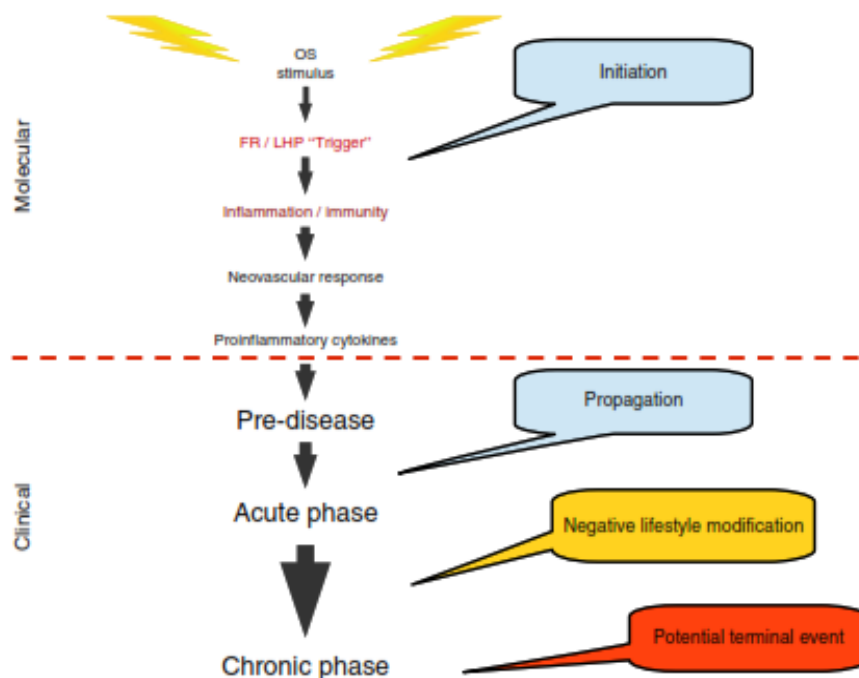 OS
stimulus
Initiation
FR / LHP "Trigger"
Inflammation / immunity
Neovascular response
Proinflammatory cytokines
Molecular
Pre-disease
Propagation
Acute phase
Negative lifestyle modification
Clinical
Chronic phase
Potential terminal event